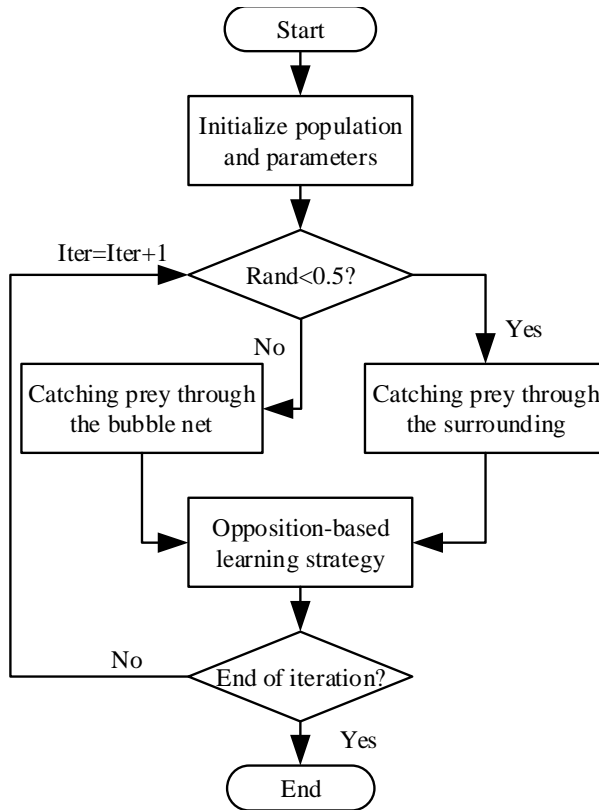 Start
Initialize population
and parameters
Iter=Iter+1
Rand<0.5?
No
Yes
Catching prey through
the bubble net
Catching prey through
the surrounding
Opposition-based
learning strategy
No
End of iteration?
Yes
End